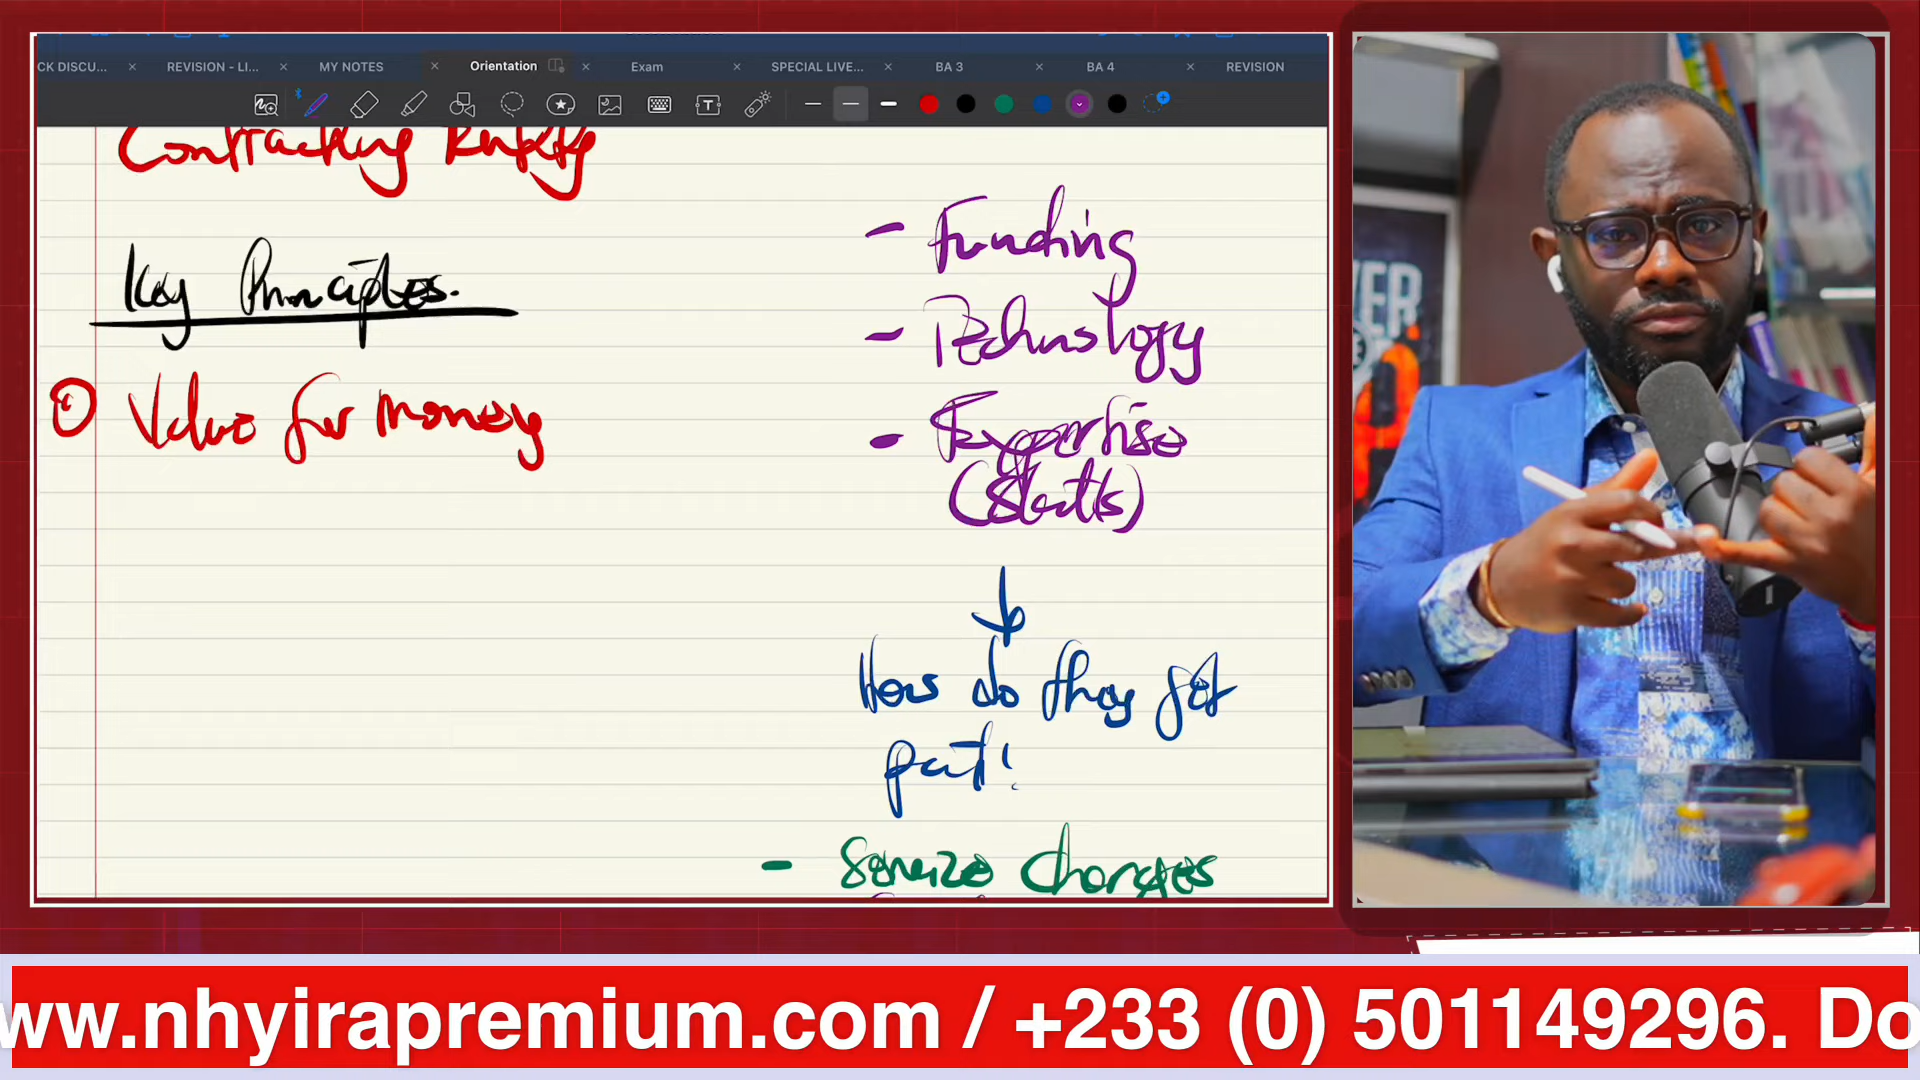 CK DISCU... × REVISION - LI... × MY NOTES × Orientation × Exam × SPECIAL LIVE... × BA 3 × BA 4 × REVISION
Contracting Entity
Key Principles.
① Value for money
- Funding
- Technology
- Expertise
(Skills)
How do they get
paid?
- Service Charges
ww.nhyirapremium.com / +233 (0) 501149296. Do